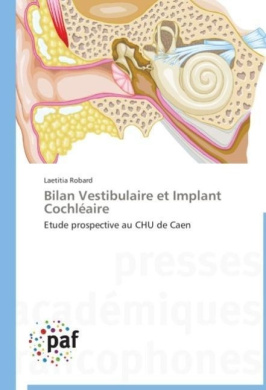 Laetitia Robard
Bilan Vestibulaire et Implant
Cochléaire
Etude prospective au CHU de Caen
presses
académiques
francophones
paf